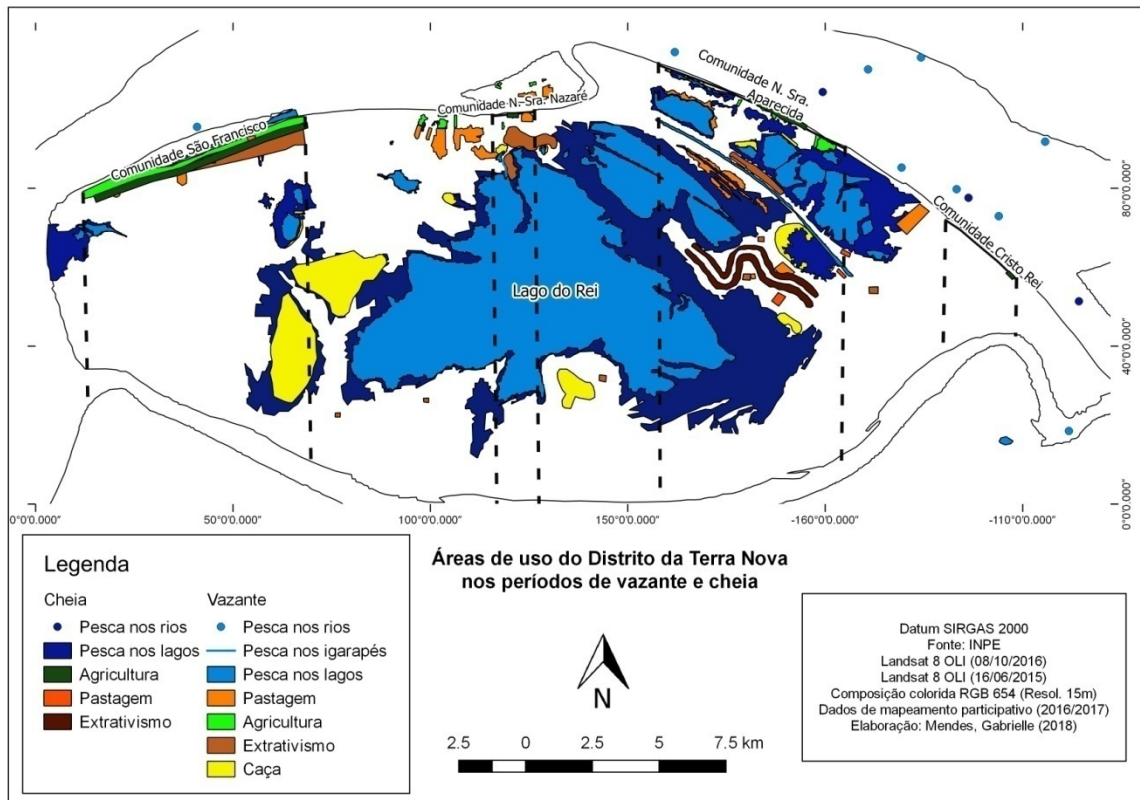 Comunidade São Francisco
Comunidade N. Sra. Nazaré
Comunidade N. Sra.
Aparecida
Comunidade Cristo Rei
Lago do Rei
80°0'0.000"
40°0'0.000"
0°0'0.000"
0°0'0.000"
50°0'0.000"
100°0'0.000"
150°0'0.000"
-160°0'0.000"
-110°0'0.000"
Legenda
Cheia
Pesca nos rios
Pesca nos lagos
Agricultura
Pastagem
Extrativismo
Vazante
Pesca nos rios
Pesca nos igarapés
Pesca nos lagos
Pastagem
Agricultura
Extrativismo
Caça
Áreas de uso do Distrito da Terra Nova
nos períodos de vazante e cheia
N
2.5 0 2.5 5 7.5 km
Datum SIRGAS 2000
Fonte: INPE
Landsat 8 OLI (08/10/2016)
Landsat 8 OLI (16/06/2015)
Composição colorida RGB 654 (Resol. 15m)
Dados de mapeamento participativo (2016/2017)
Elaboração: Mendes, Gabrielle (2018)